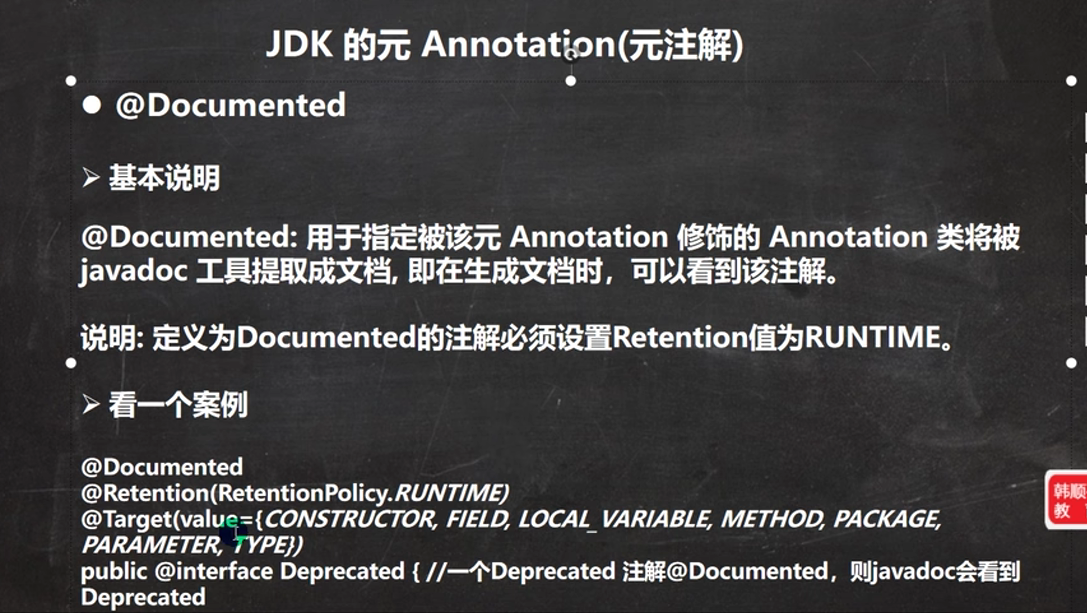 JDK 的元 Annotation(元注解)
● @Documented
➢ 基本说明
@Documented: 用于指定被该元 Annotation 修饰的 Annotation 类将被
javadoc 工具提取成文档, 即在生成文档时，可以看到该注解。
说明: 定义为Documented的注解必须设置Retention值为RUNTIME。
➢ 看一个案例
@Documented
@Retention(RetentionPolicy.RUNTIME)
@Target(value={CONSTRUCTOR, FIELD, LOCAL_VARIABLE, METHOD, PACKAGE,
PARAMETER, TYPE})
public @interface Deprecated { //一个Deprecated 注解@Documented，则javadoc会看到
Deprecated
韩顺
教